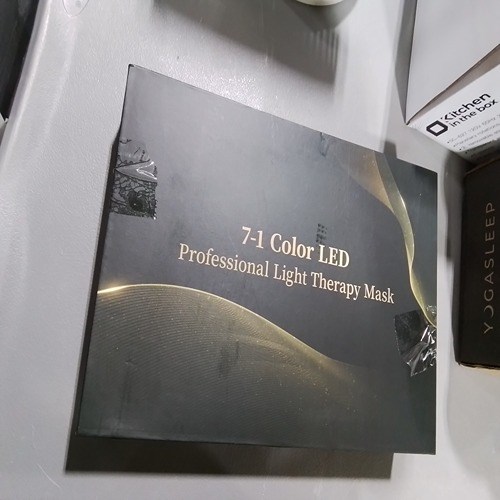 7-1 Color LED
Professional Light Therapy Mask
Kitchen
in the box
YOGASLEEP